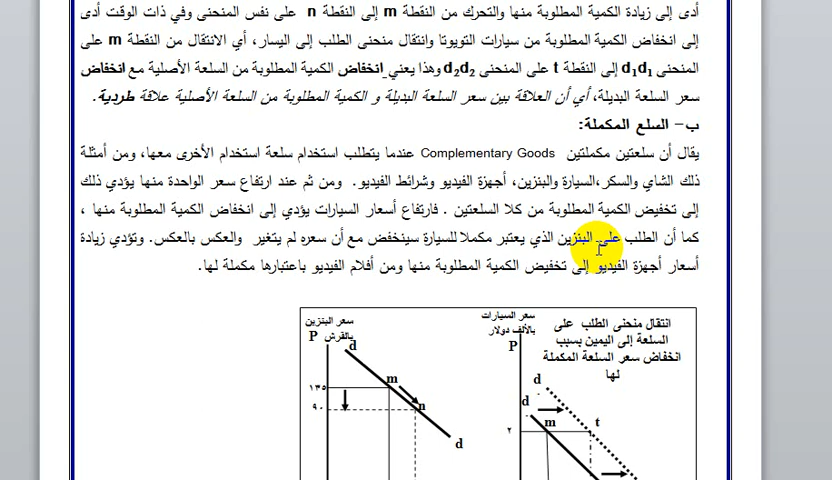 أدى إلى زيادة الكمية المطلوبة منها والتحرك من النقطة m إلى النقطة n على نفس المنحنى وفي ذات الوقت أدى
إلى انخفاض الكمية المطلوبة من سيارات التويوتا وانتقال منحنى الطلب إلى اليسار، أي الانتقال من النقطة m على
المنحنى d₁d₁ إلى النقطة t على المنحنى d₂d₂ وهذا يعني انخفاض الكمية المطلوبة من السلعة الأصلية مع انخفاض
سعر السلعة البديلة، أي أن العلاقة بين سعر السلعة البديلة و الكمية المطلوبة من السلعة الأصلية علاقة طردية.
ب- السلع المكملة:
يقال أن سلعتين مكملتين Complementary Goods عندما يتطلب استخدام سلعة استخدام الأخرى معها، ومن أمثلة
ذلك الشاي والسكر،السيارة والبنزين، أجهزة الفيديو وشرائط الفيديو. ومن ثم عند ارتفاع سعر الواحدة منها يؤدي ذلك
إلى تخفيض الكمية المطلوبة من كلا السلعتين . فارتفاع أسعار السيارات يؤدي إلى انخفاض الكمية المطلوبة منها ،
كما أن الطلب على البنزين الذي يعتبر مكملا للسيارة سينخفض مع أن سعره لم يتغير والعكس بالعكس. وتؤدي زيادة
أسعار أجهزة الفيديو إلى تخفيض الكمية المطلوبة منها ومن أفلام الفيديو باعتبارها مكملة لها.
انتقال منحنى الطلب على
السلعة إلى اليمين بسبب
انخفاض سعر السلعة المكملة
لها
سعر السيارات
بالألف دولار
P
d
d
m
t
٢
سعر البنزين
بالقرش P
d
m
١٣٥
n
٩٠
d